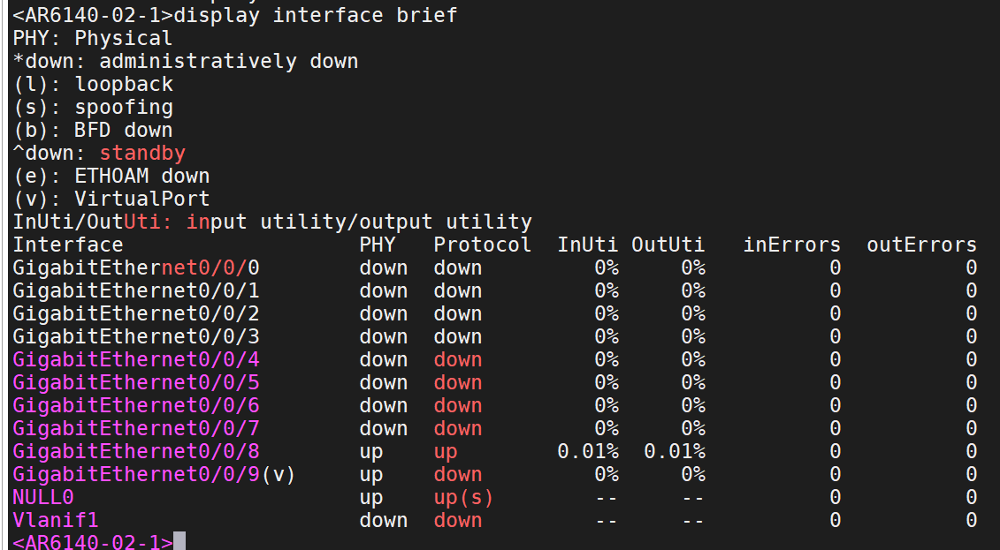 <AR6140-02-1>display interface brief
PHY: Physical
*down: administratively down
(l): loopback
(s): spoofing
(b): BFD down
^down: standby
(e): ETHOAM down
(v): VirtualPort
InUti/OutUti: input utility/output utility
Interface                   PHY   Protocol  InUti OutUti   inErrors  outErrors
GigabitEthernet0/0/0        down  down         0%     0%          0          0
GigabitEthernet0/0/1        down  down         0%     0%          0          0
GigabitEthernet0/0/2        down  down         0%     0%          0          0
GigabitEthernet0/0/3        down  down         0%     0%          0          0
GigabitEthernet0/0/4        down  down         0%     0%          0          0
GigabitEthernet0/0/5        down  down         0%     0%          0          0
GigabitEthernet0/0/6        down  down         0%     0%          0          0
GigabitEthernet0/0/7        down  down         0%     0%          0          0
GigabitEthernet0/0/8        up    up        0.01%  0.01%          0          0
GigabitEthernet0/0/9(v)     up    down         0%     0%          0          0
NULL0                       up    up(s)        --     --          0          0
Vlanif1                     down  down         --     --          0          0
<AR6140-02-1>